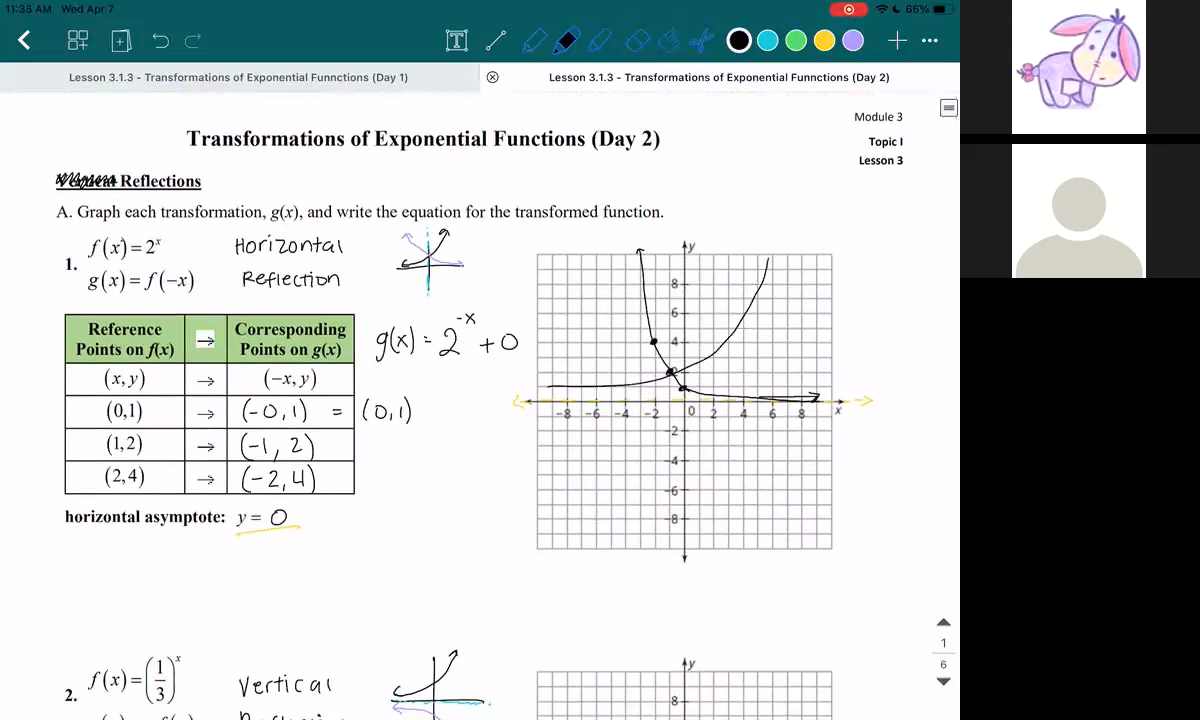 11:35 AM Wed Apr 7
66%
Lesson 3.1.3 - Transformations of Exponential Funnctions (Day 1)
Lesson 3.1.3 - Transformations of Exponential Funnctions (Day 2)
Module 3
Topic I
Lesson 3
Transformations of Exponential Functions (Day 2)
Reflections
A. Graph each transformation, g(x), and write the equation for the transformed function.
1.
f(x) = 2^x Horizontal
g(x) = f(−x) Reflection
Reference Points on f(x) → Corresponding Points on g(x)
g(x) = 2^-x + 0
(x, y) → (−x, y)
(0,1) → (-0,1) = (0,1)
(1,2) → (-1, 2)
(2,4) → (-2,4)
horizontal asymptote: y = 0
y
8
6
4
2
-8 -6 -4 -2 0 2 4 6 8 x
-2
-4
-6
-8
1
6
2.
f(x) = (1/3)^x Vertical
y
8